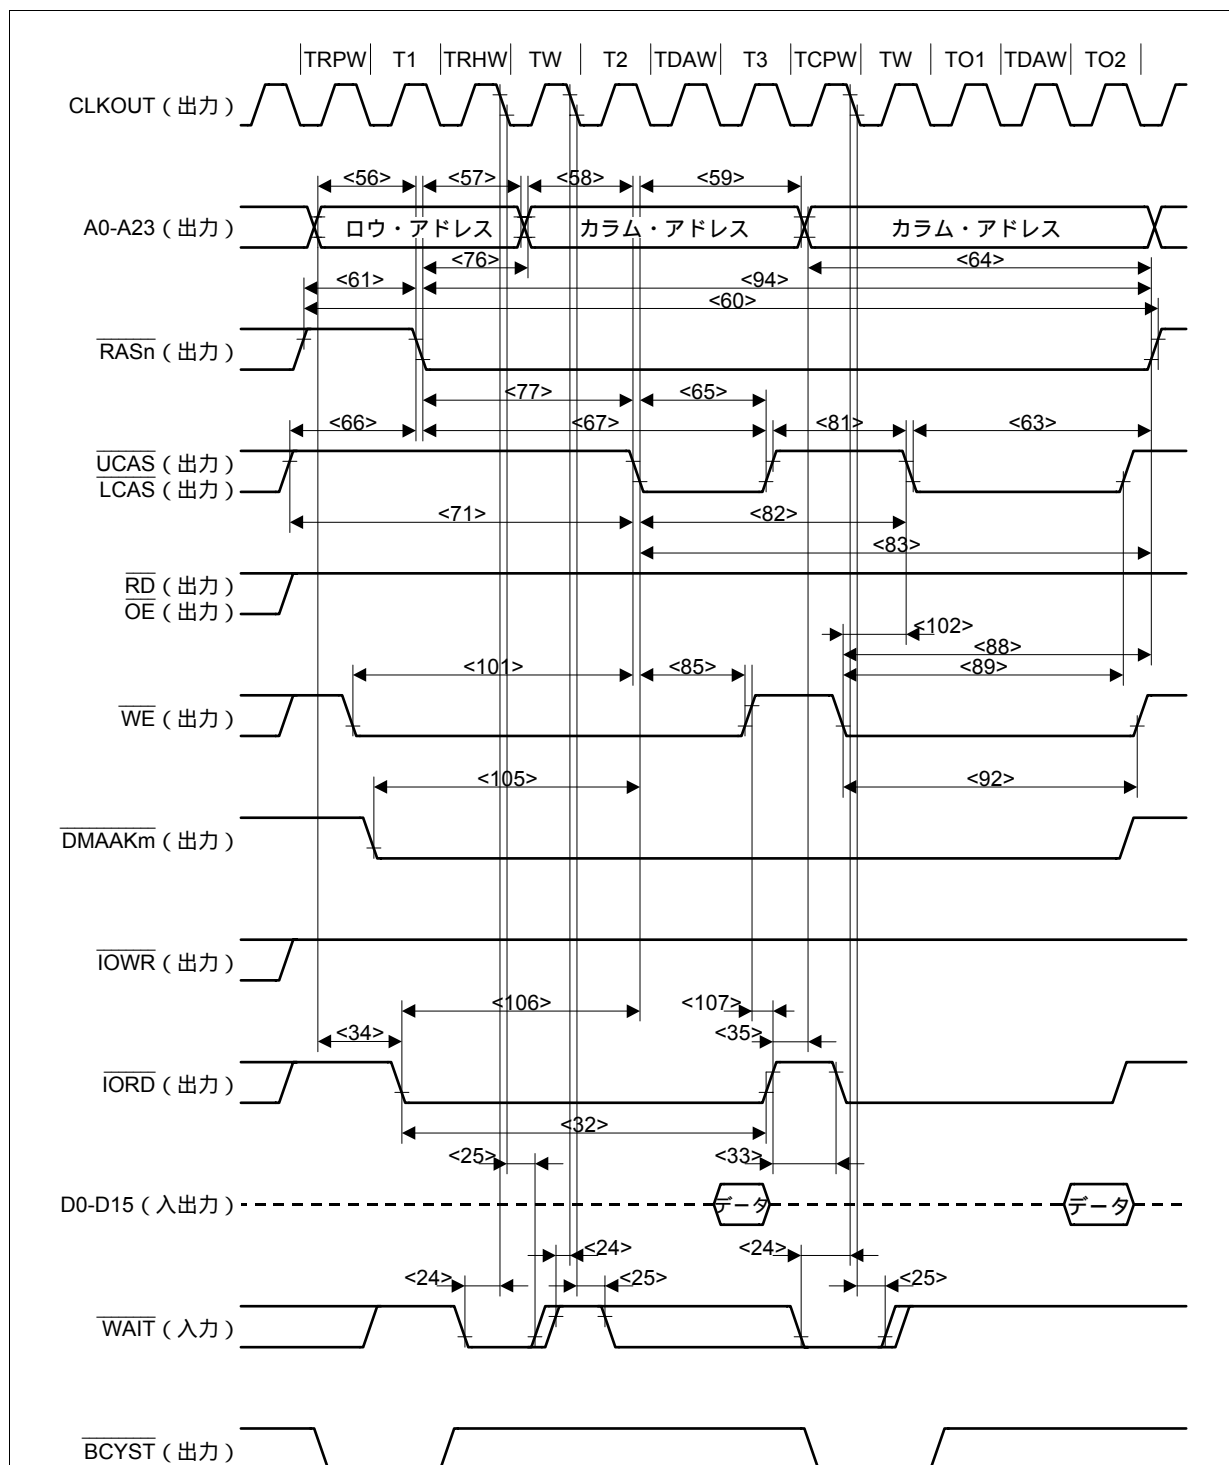 TRPW T1 TRHW TW T2 TDAW T3 TCPW TW TO1 TDAW TO2
CLKOUT（出力）
<56> <57> <58> <59>
A0-A23（出力） ロウ・アドレス カラム・アドレス カラム・アドレス
<76> <64>
<61> <94>
<60>
RASn（出力）
<77> <65>
<66> <67> <81> <63>
UCAS（出力）
LCAS（出力）
<71> <82>
<83>
RD（出力）
OE（出力）
<102>
<88>
<101> <85> <89>
WE（出力）
<105> <92>
DMAAKm（出力）
IOWR（出力）
<106> <107>
<34> <35>
IORD（出力）
<32>
<25> <33>
D0-D15（入出力） データ データ
<24> <24>
<24> <25> <25>
WAIT（入力）
BCYST（出力）